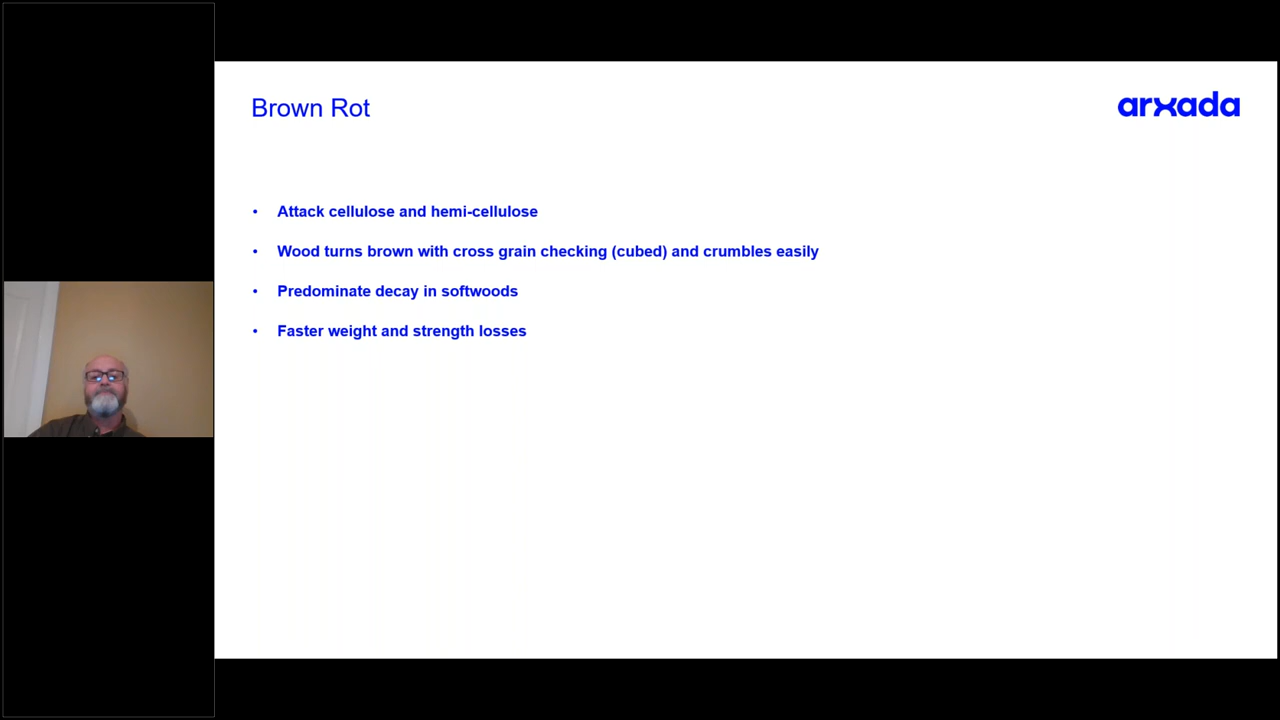 Brown Rot
arxada
• Attack cellulose and hemi-cellulose
• Wood turns brown with cross grain checking (cubed) and crumbles easily
• Predominate decay in softwoods
• Faster weight and strength losses